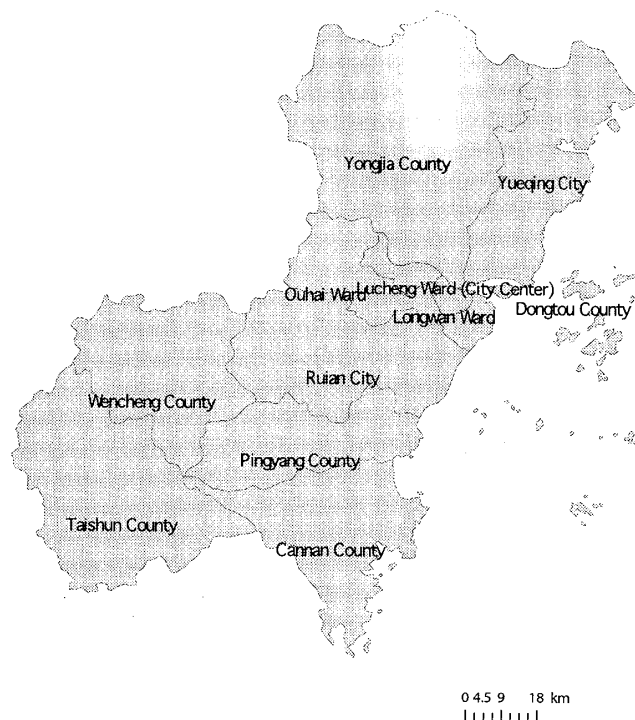 Yongjia County
Yueqing City
Ouhai Ward
Lucheng Ward (City Center)
Dongtou County
Longwan Ward
Ruian City
Wencheng County
Pingyang County
Taishun County
Cannan County
0 4.5 9 18 km